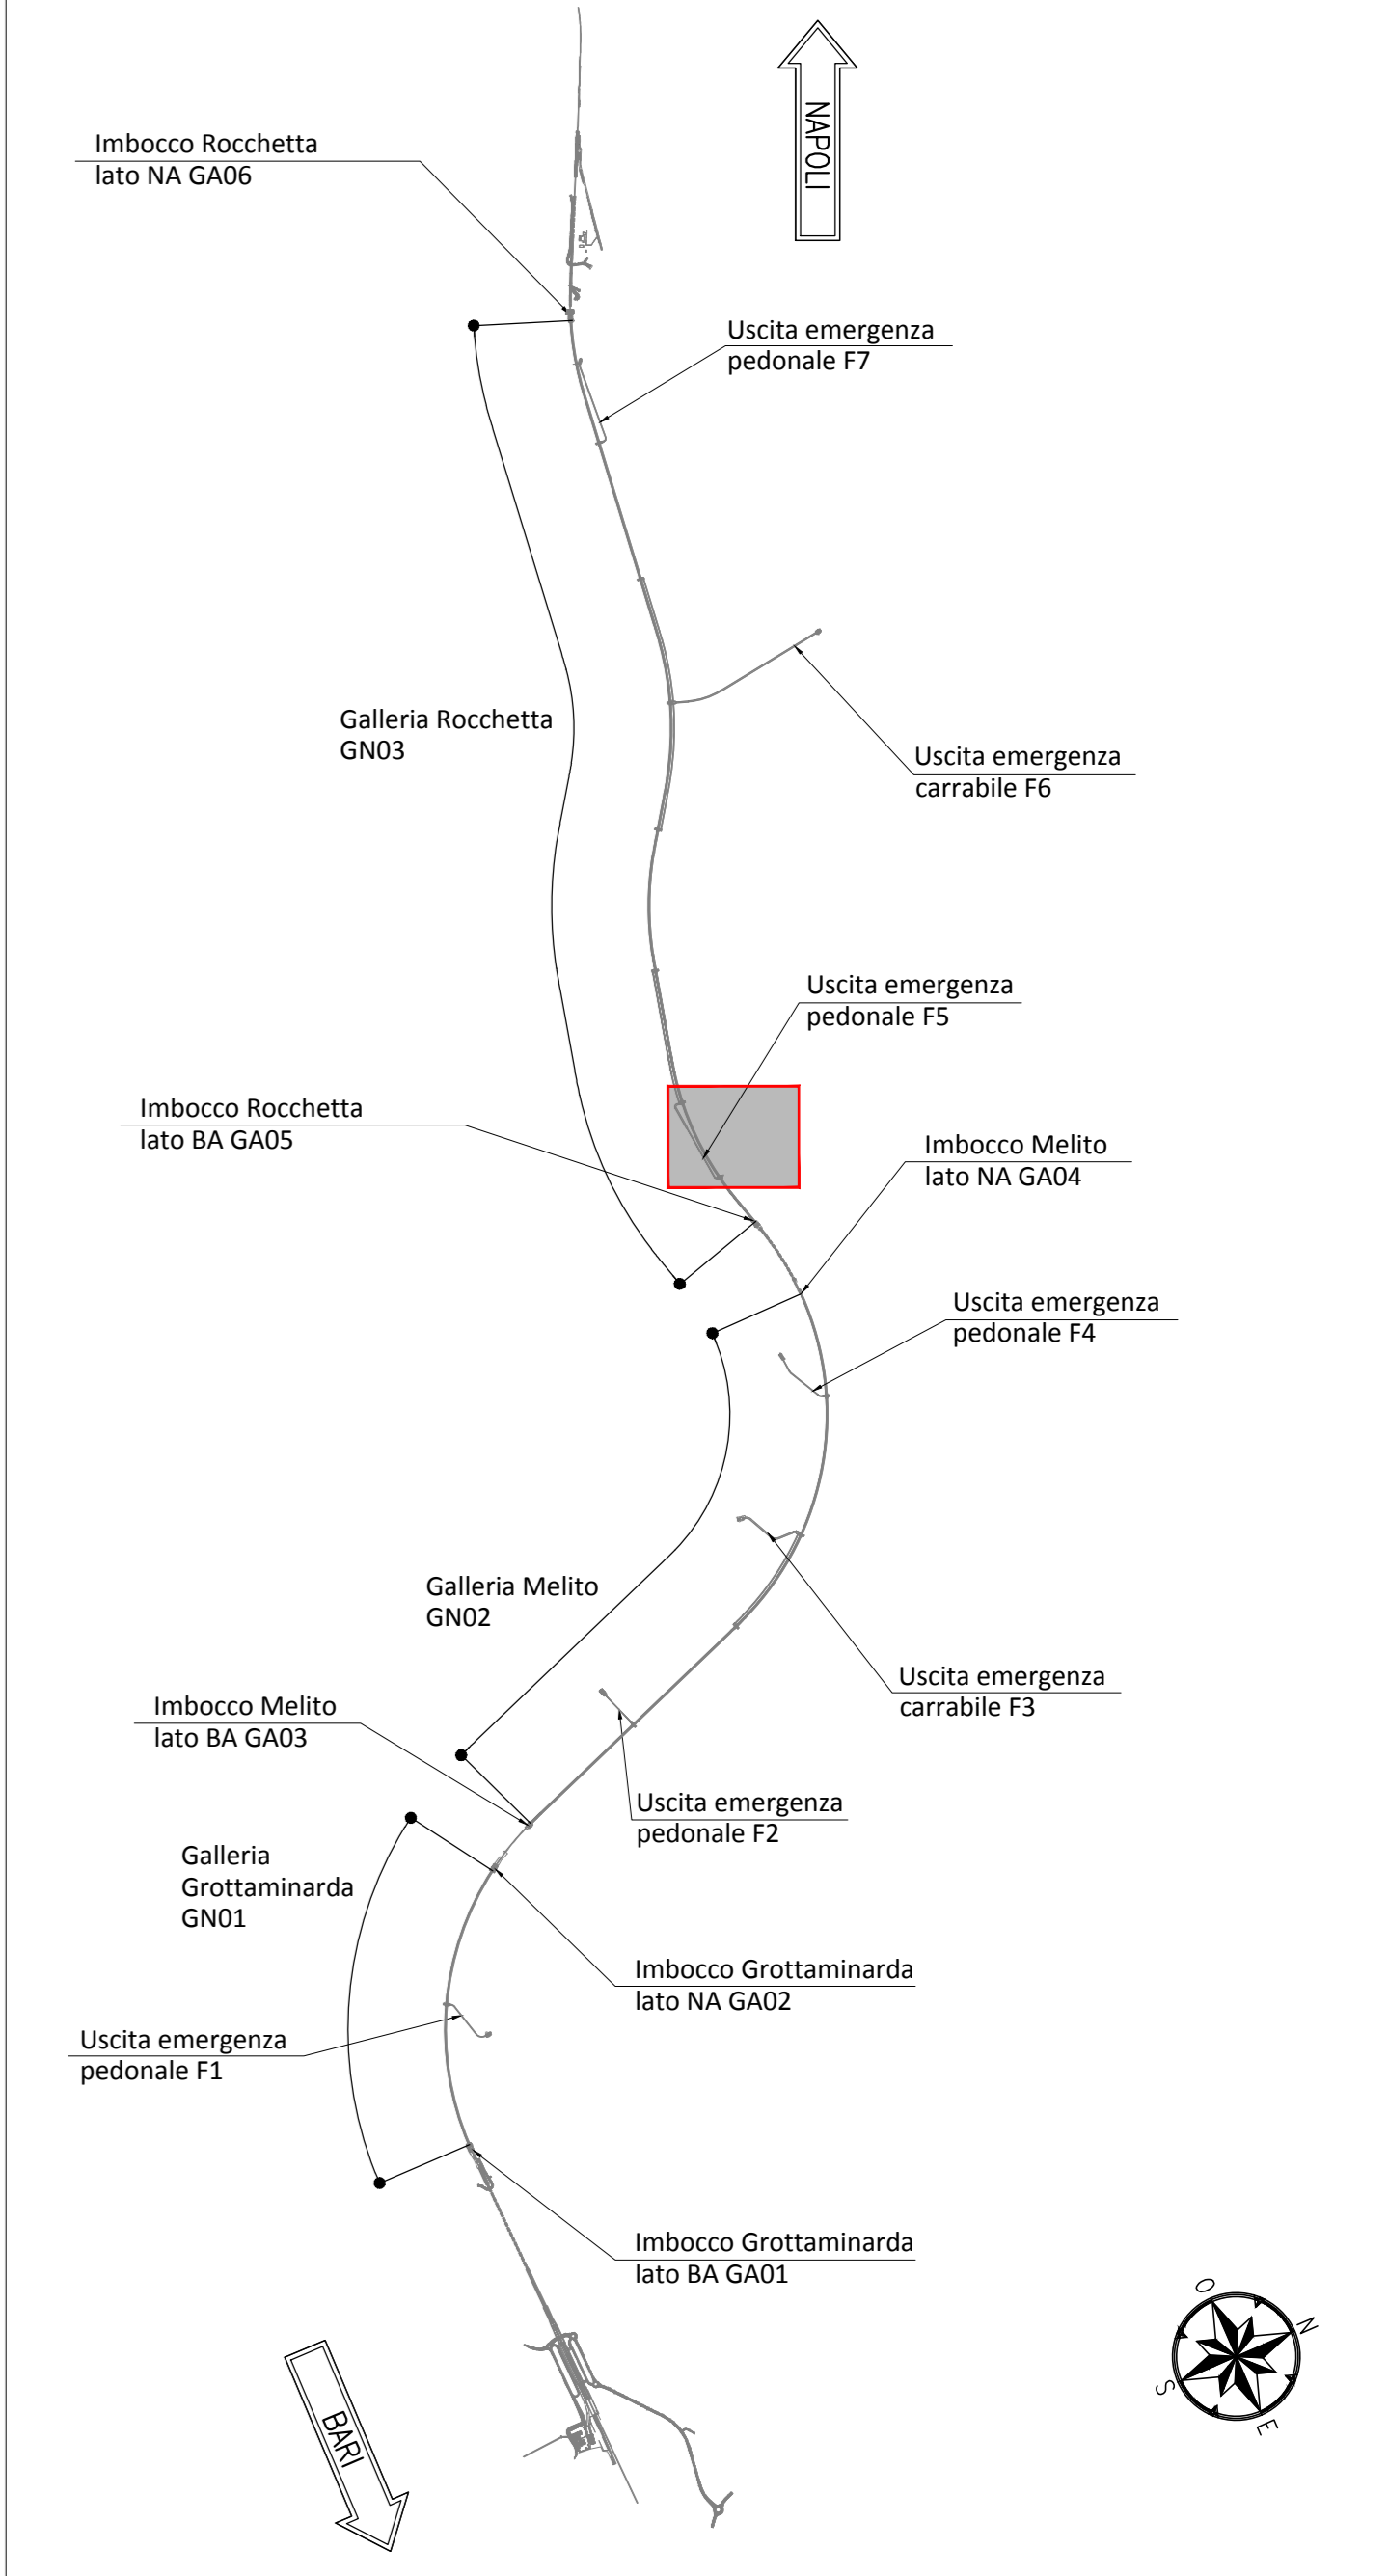 NAPOLI
Imbocco Rocchetta
lato NA GA06
Uscita emergenza
pedonale F7
Galleria Rocchetta
GN03
Uscita emergenza
carrabile F6
Uscita emergenza
pedonale F5
Imbocco Rocchetta
lato BA GA05
Imbocco Melito
lato NA GA04
Uscita emergenza
pedonale F4
Galleria Melito
GN02
Uscita emergenza
carrabile F3
Imbocco Melito
lato BA GA03
Uscita emergenza
pedonale F2
Galleria
Grottaminarda
GN01
Imbocco Grottaminarda
lato NA GA02
Uscita emergenza
pedonale F1
Imbocco Grottaminarda
lato BA GA01
O
N
S
E
BARI